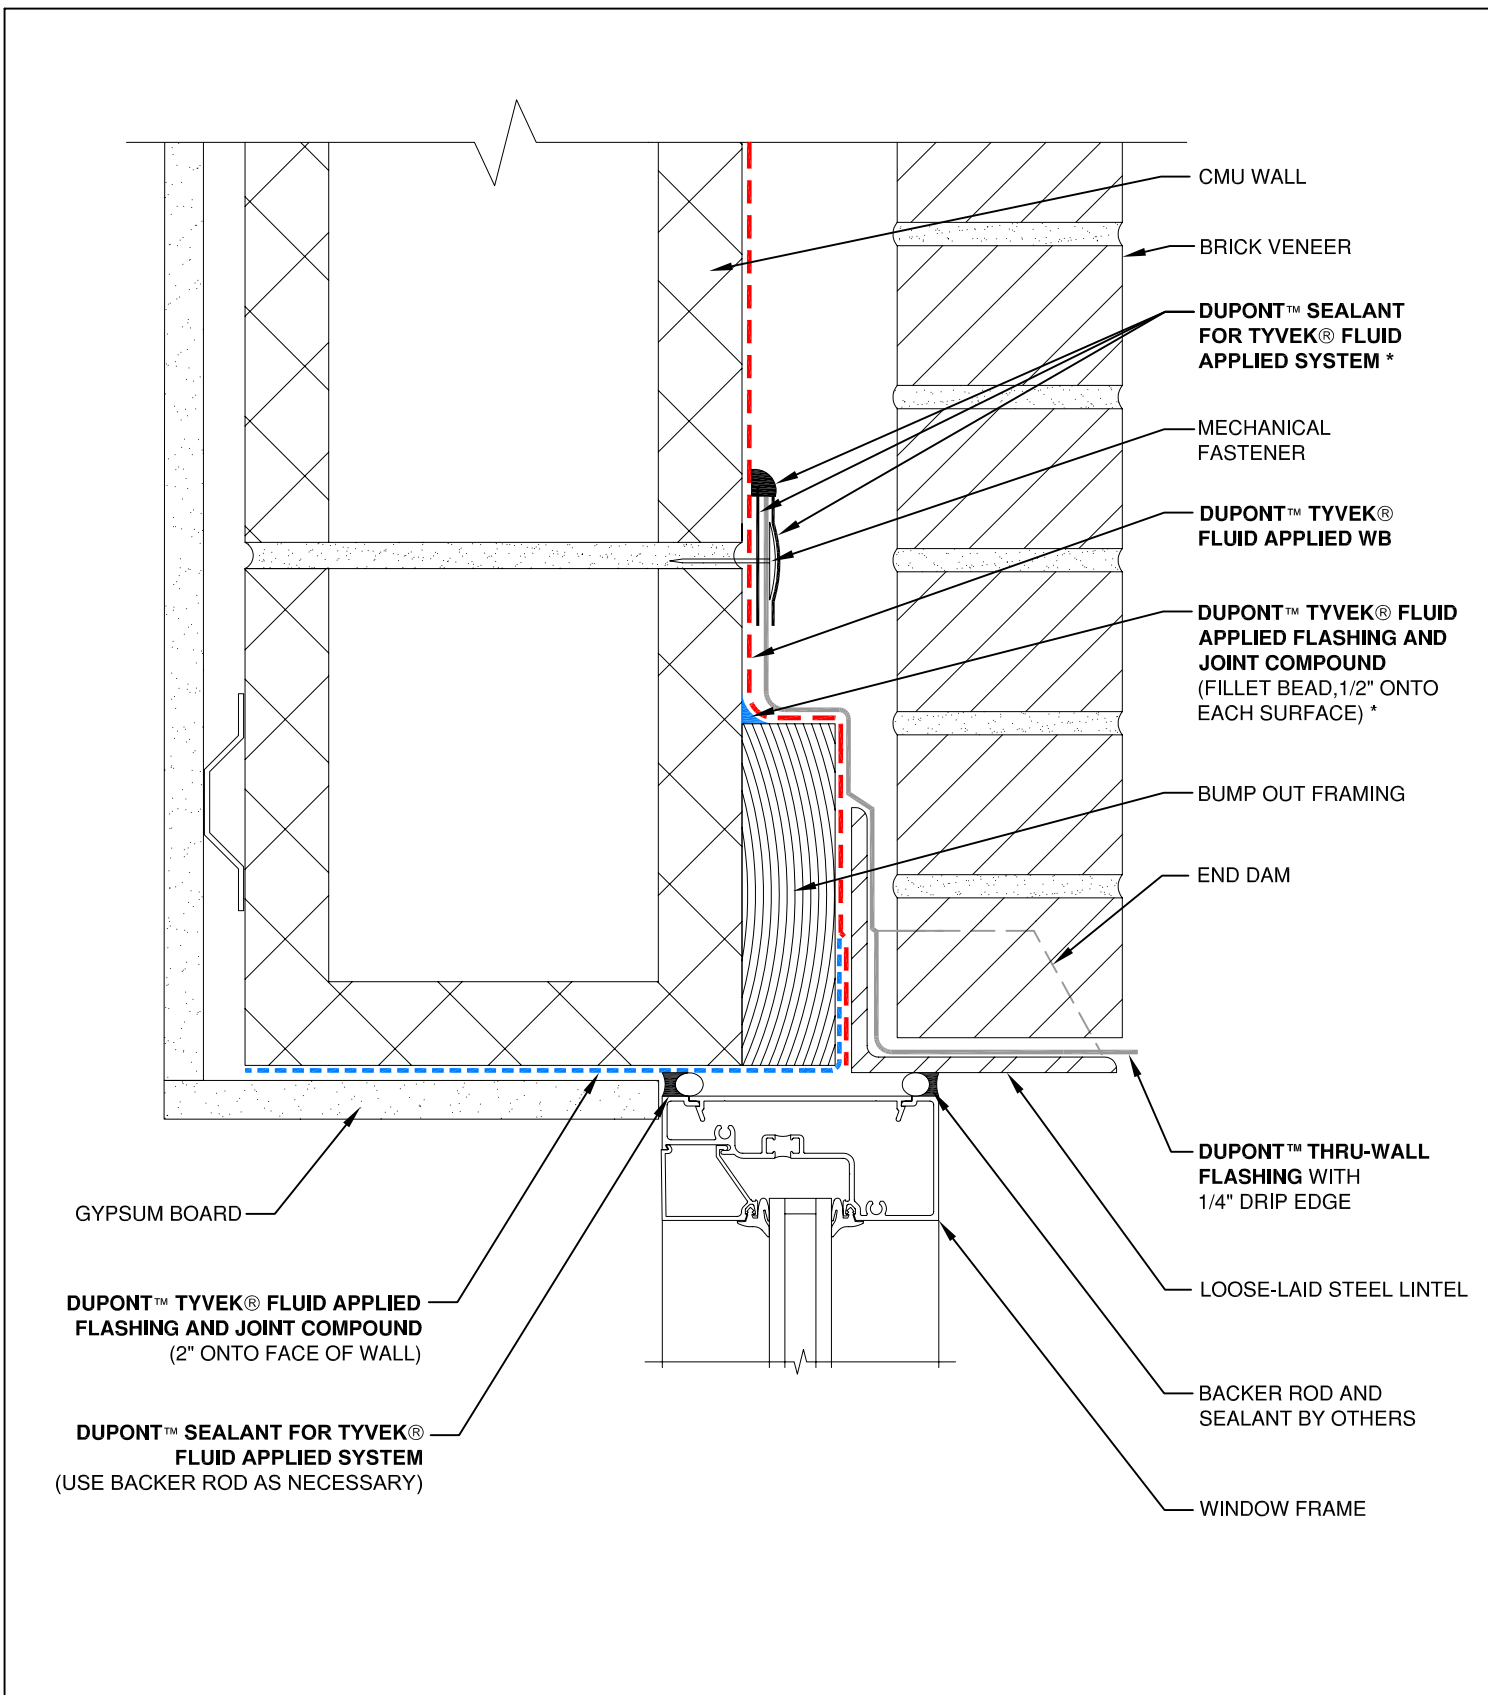 CMU WALL
BRICK VENEER
DUPONT™ SEALANT
FOR TYVEK® FLUID
APPLIED SYSTEM *
MECHANICAL
FASTENER
DUPONT™ TYVEK®
FLUID APPLIED WB
DUPONT™ TYVEK® FLUID
APPLIED FLASHING AND
JOINT COMPOUND
(FILLET BEAD,1/2" ONTO
EACH SURFACE) *
BUMP OUT FRAMING
END DAM
DUPONT™ THRU-WALL
FLASHING WITH
1/4" DRIP EDGE
LOOSE-LAID STEEL LINTEL
BACKER ROD AND
SEALANT BY OTHERS
WINDOW FRAME
GYPSUM BOARD
DUPONT™ TYVEK® FLUID APPLIED
FLASHING AND JOINT COMPOUND
(2" ONTO FACE OF WALL)
DUPONT™ SEALANT FOR TYVEK®
FLUID APPLIED SYSTEM
(USE BACKER ROD AS NECESSARY)